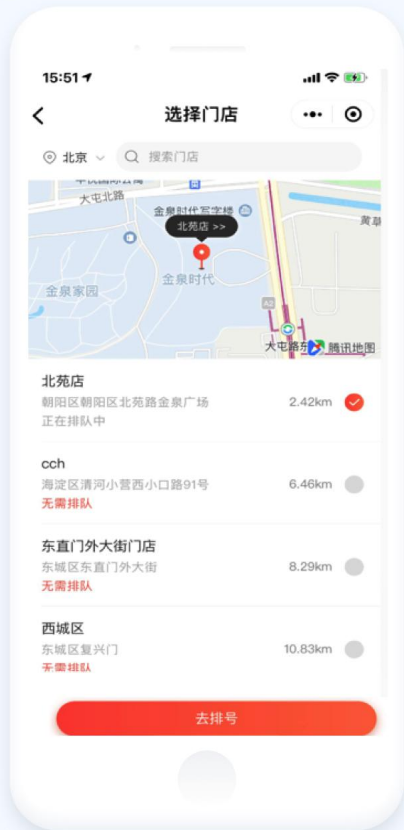 15:51
选择门店
北京
搜索门店
大屯北路
金泉时代写字楼
北苑店 >>
黄草
金泉家园
金泉时代
大屯路东
腾讯地图
北苑店
朝阳区朝阳区北苑路金泉广场
2.42km
正在排队中
cch
海淀区清河小营西小口路91号
6.46km
无需排队
东直门外大街门店
东城区东直门外大街
8.29km
无需排队
西城区
东城区复兴门
10.83km
无需排队
去排号